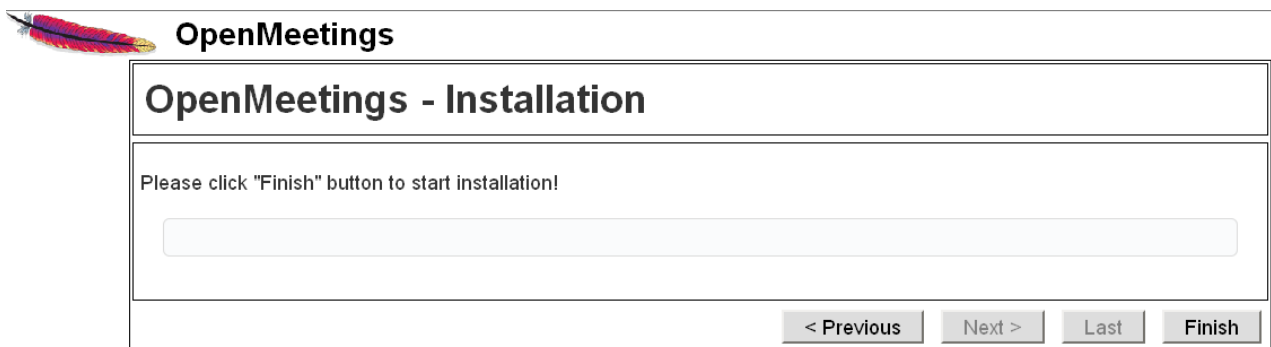 OpenMeetings
OpenMeetings - Installation
Please click "Finish" button to start installation!
< Previous Next > Last Finish